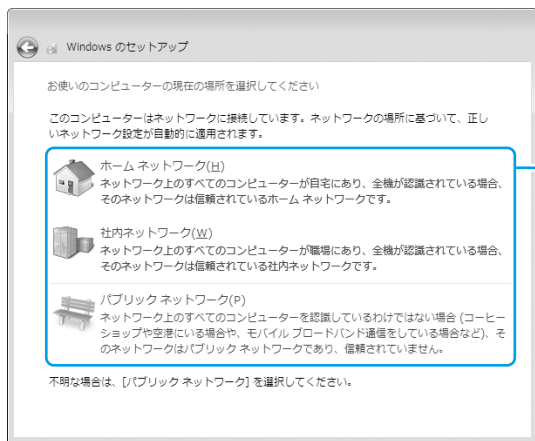 Windows のセットアップ
お使いのコンピューターの現在の場所を選択してください
このコンピューターはネットワークに接続しています。ネットワークの場所に基づいて、正し
いネットワーク設定が自動的に適用されます。
ホーム ネットワーク(H)
ネットワーク上のすべてのコンピューターが自宅にあり、全機が認識されている場合、
そのネットワークは信頼されているホーム ネットワークです。
社内ネットワーク(W)
ネットワーク上のすべてのコンピューターが職場にあり、全機が認識されている場合、
そのネットワークは信頼されている社内ネットワークです。
パブリック ネットワーク(P)
ネットワーク上のすべてのコンピューターを認識しているわけではない場合 (コーヒー
ショップや空港にいる場合や、モバイル ブロードバンド通信をしている場合など)、そ
のネットワークはパブリック ネットワークであり、信頼されていません。
不明な場合は、[パブリック ネットワーク] を選択してください。